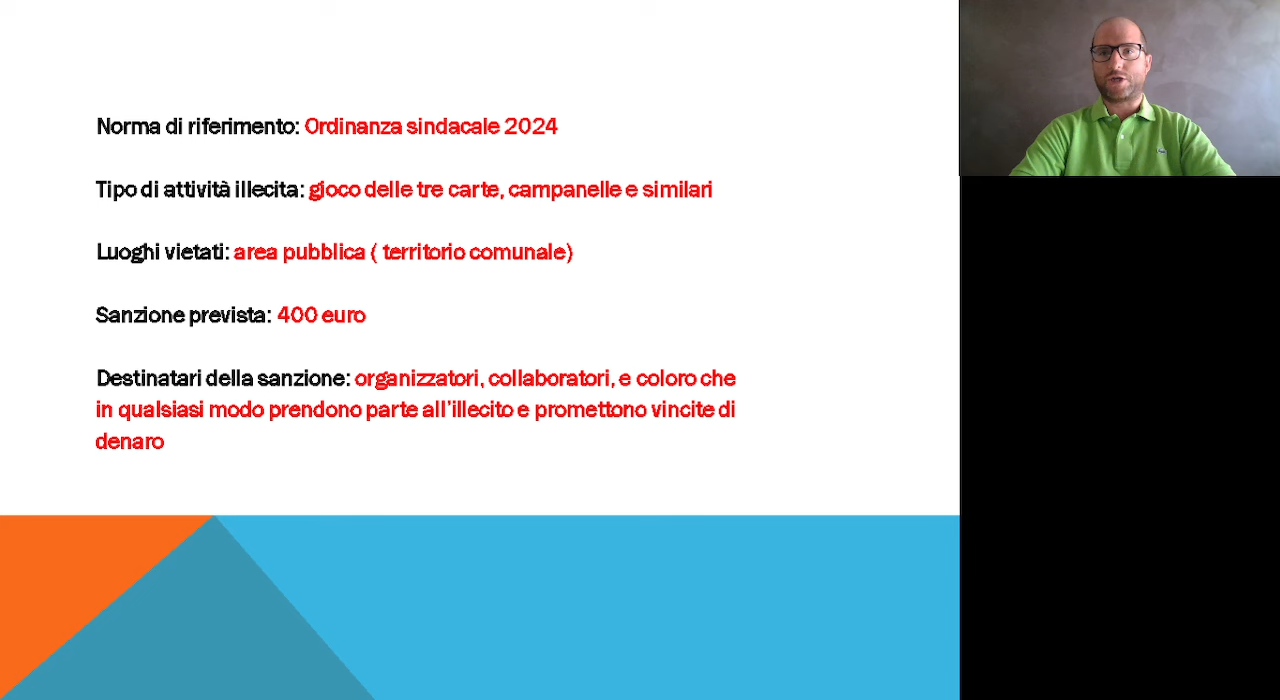 Norma di riferimento: Ordinanza sindacale 2024
Tipo di attività illecita: gioco delle tre carte, campanelle e similari
Luoghi vietati: area pubblica ( territorio comunale)
Sanzione prevista: 400 euro
Destinatari della sanzione: organizzatori, collaboratori, e coloro che
in qualsiasi modo prendono parte all'illecito e promettono vincite di
denaro